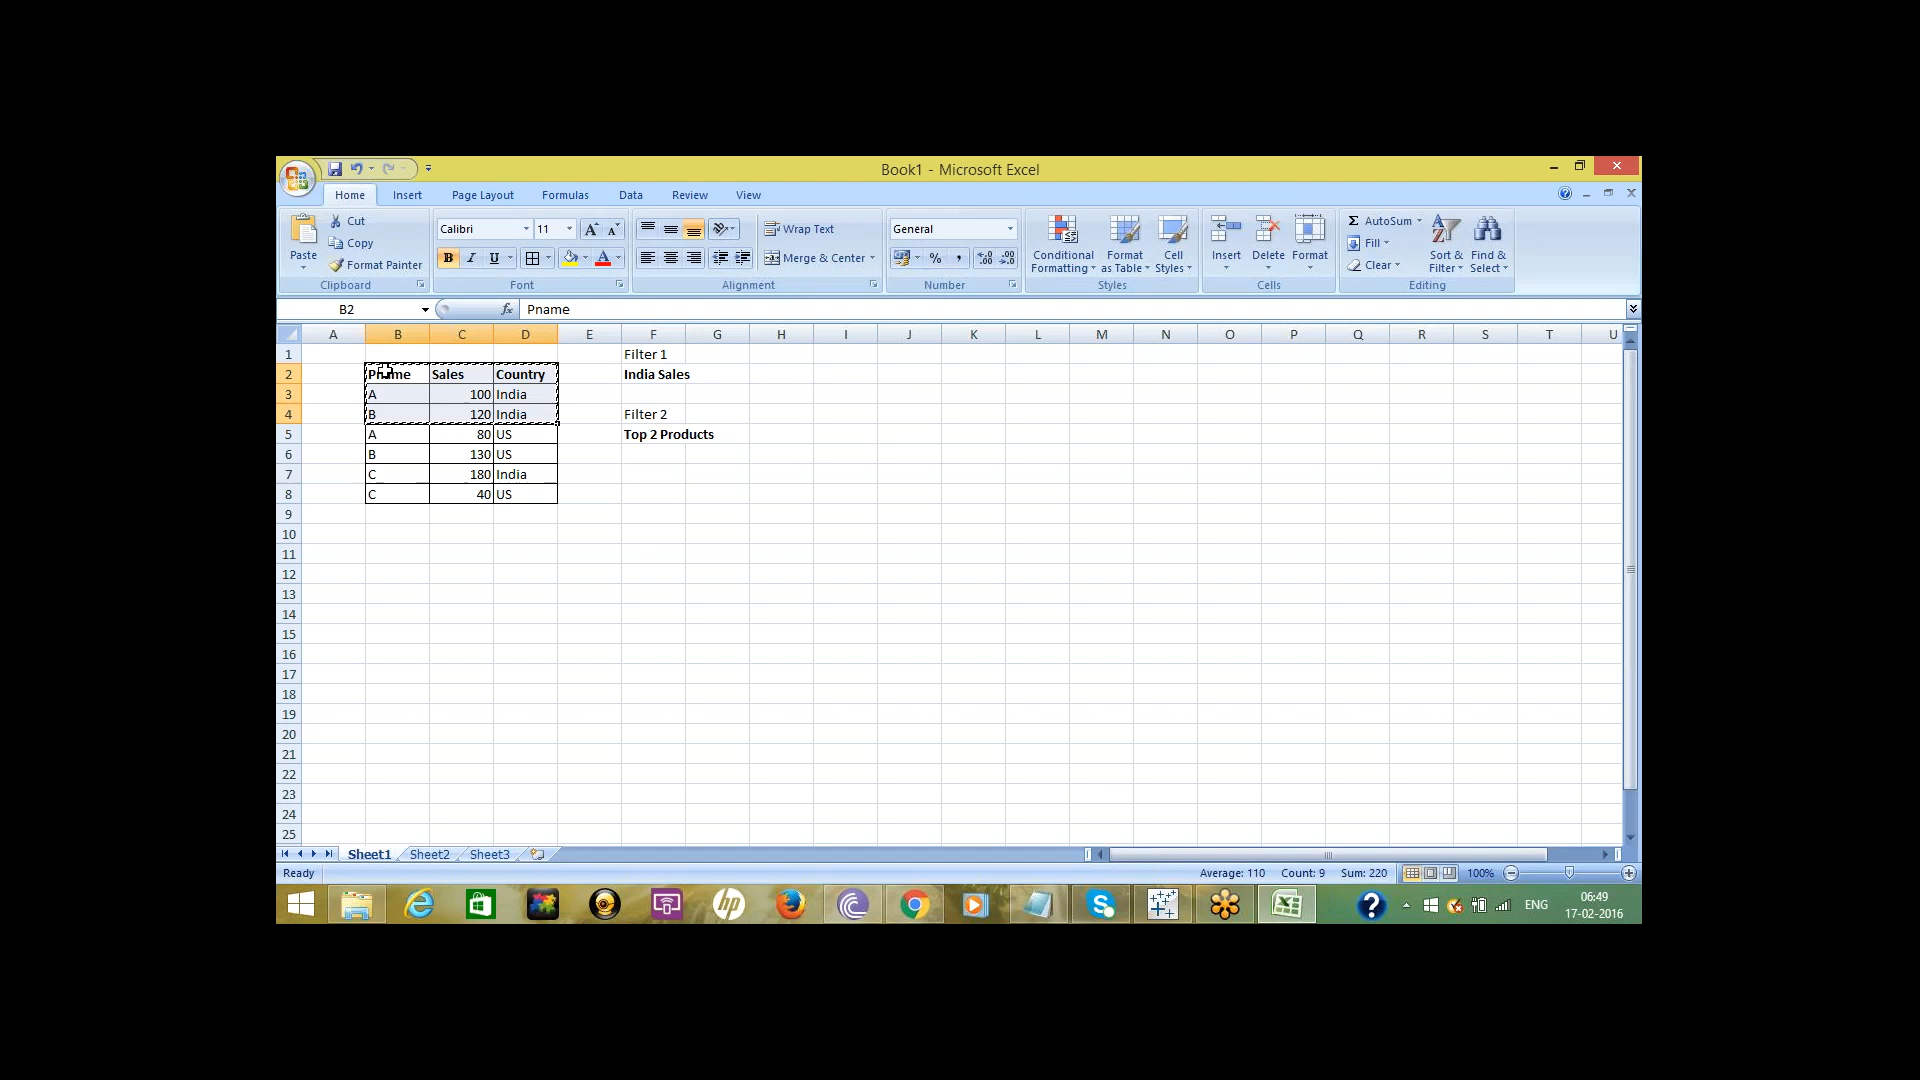 Book1 - Microsoft Excel
Home Insert Page Layout Formulas Data Review View
Paste
Cut
Copy
Format Painter
Clipboard
Calibri 11
B I U
Font
Wrap Text
Merge & Center
Alignment
General
%
Number
Conditional Formatting
Format as Table
Cell Styles
Styles
Insert
Delete
Format
Cells
AutoSum
Fill
Clear
Sort & Filter
Find & Select
Editing
B2 fx Pname
A B C D E F G H I J K L M N O P Q R S T U
1 Filter 1
2 Pname Sales Country India Sales
3 A 100 India
4 B 120 India Filter 2
5 A 80 US Top 2 Products
6 B 130 US
7 C 180 India
8 C 40 US
9
10
11
12
13
14
15
16
17
18
19
20
21
22
23
24
25
Sheet1 Sheet2 Sheet3
Ready Average: 110 Count: 9 Sum: 220 100%
hp
ENG
06:49
17-02-2016